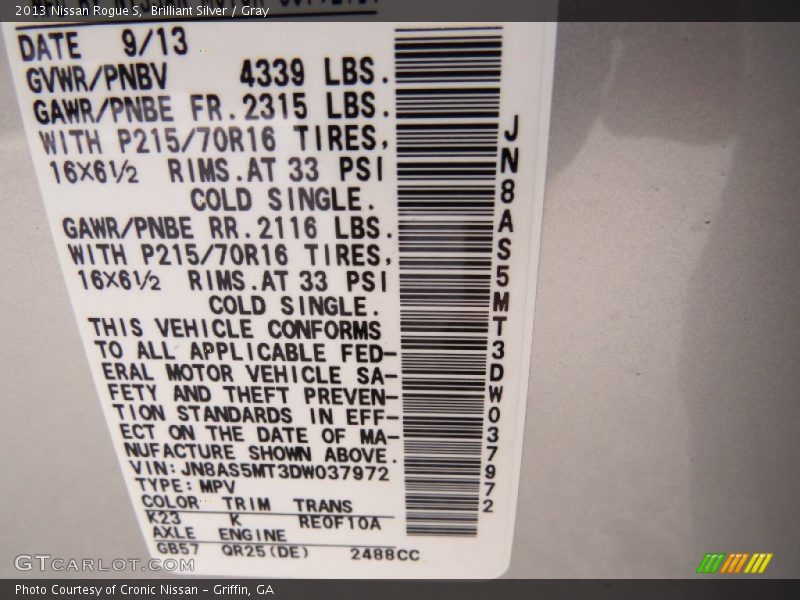 2013 Nissan Rogue S, Brilliant Silver / Gray
DATE 9/13
GVWR/PNBV 4339 LBS.
GAWR/PNBE FR.2315 LBS.
WITH P215/70R16 TIRES,
16X6½ RIMS.AT 33 PSI
COLD SINGLE.
GAWR/PNBE RR.2116 LBS.
WITH P215/70R16 TIRES,
16X6½ RIMS.AT 33 PSI
COLD SINGLE.
THIS VEHICLE CONFORMS
TO ALL APPLICABLE FED-
ERAL MOTOR VEHICLE SA-
FETY AND THEFT PREVEN-
TION STANDARDS IN EFF-
ECT ON THE DATE OF MA-
NUFACTURE SHOWN ABOVE.
VIN:JN8AS5MT3DW037972
TYPE:MPV
COLOR TRIM TRANS
K23 K RE0F10A
AXLE ENGINE
GB57 QR25(DE) 2488CC
JN8AS5MT3DW037972
GTCarLot.com
Photo Courtesy of Cronic Nissan - Griffin, GA